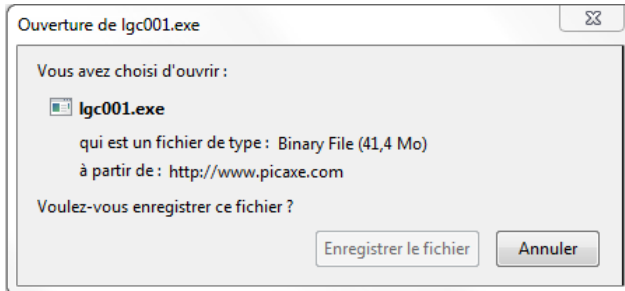 Ouverture de lgc001.exe
Vous avez choisi d'ouvrir :
lgc001.exe
qui est un fichier de type : Binary File (41,4 Mo)
à partir de : http://www.picaxe.com
Voulez-vous enregistrer ce fichier ?
Enregistrer le fichier Annuler